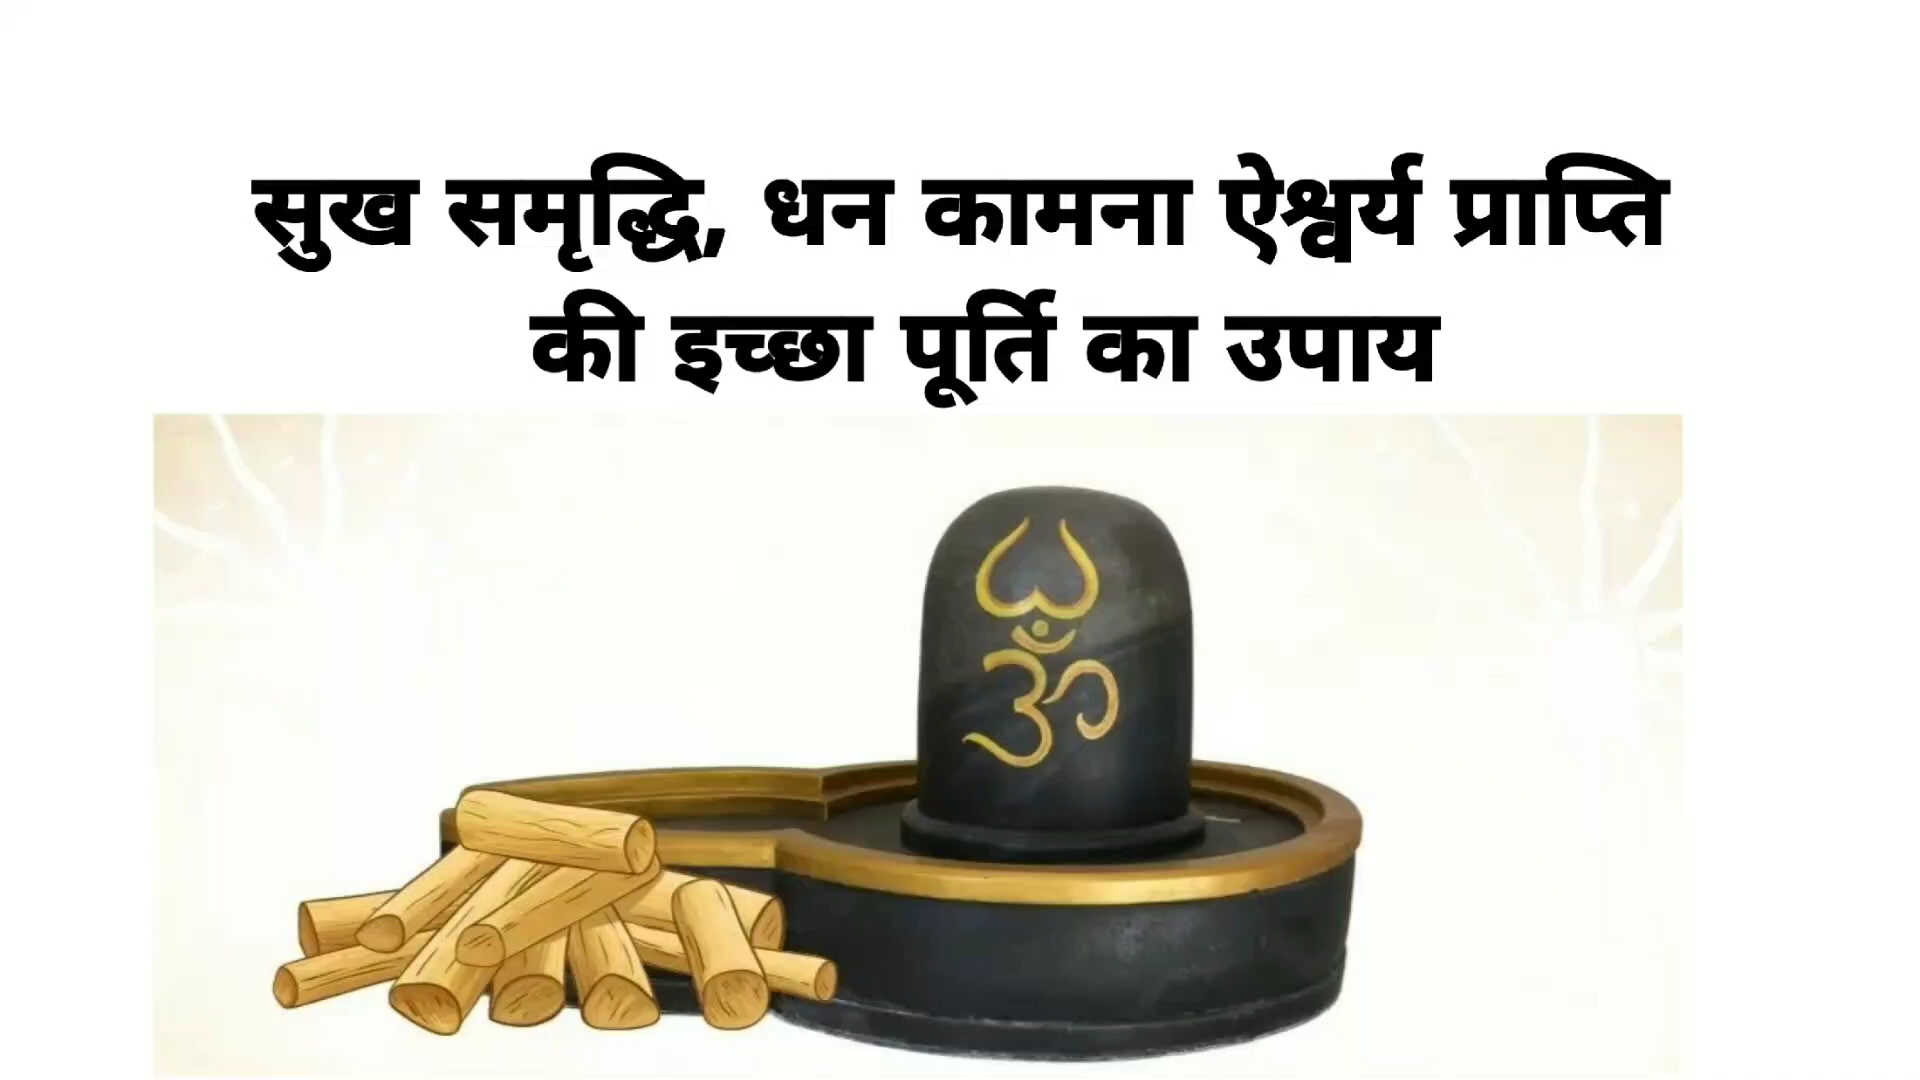 सुख समृद्धि, धन कामना ऐश्वर्य प्राप्ति
की इच्छा पूर्ति का उपाय
ॐ